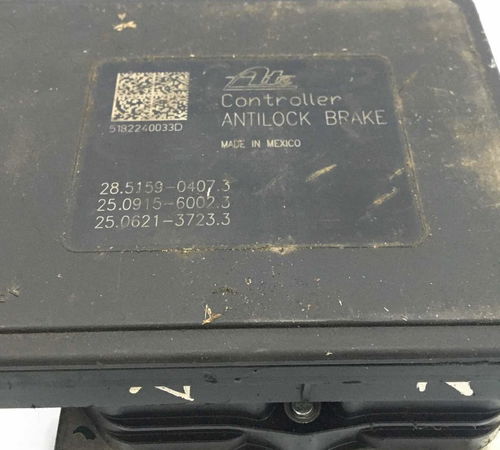 Ate
Controller
ANTILOCK BRAKE
5182240033D
MADE IN MEXICO
28.5159-0407.3
25.0915-6002.3
25.0621-3723.3